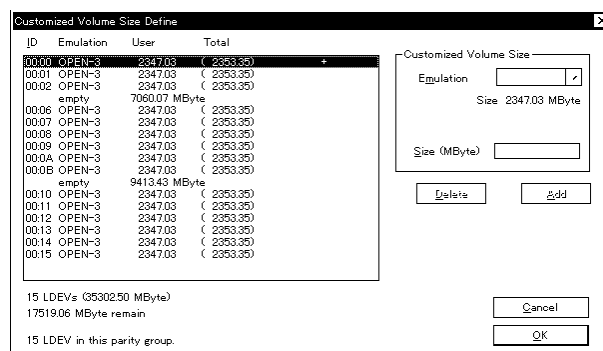 Customized Volume Size Define
ID Emulation User Total
00:00 OPEN-3 2347.03 ( 2353.35) +
00:01 OPEN-3 2347.03 ( 2353.35)
00:02 OPEN-3 2347.03 ( 2353.35)
empty 7060.07 MByte
00:06 OPEN-3 2347.03 ( 2353.35)
00:07 OPEN-3 2347.03 ( 2353.35)
00:08 OPEN-3 2347.03 ( 2353.35)
00:09 OPEN-3 2347.03 ( 2353.35)
00:0A OPEN-3 2347.03 ( 2353.35)
00:0B OPEN-3 2347.03 ( 2353.35)
empty 9413.43 MByte
00:10 OPEN-3 2347.03 ( 2353.35)
00:11 OPEN-3 2347.03 ( 2353.35)
00:12 OPEN-3 2347.03 ( 2353.35)
00:13 OPEN-3 2347.03 ( 2353.35)
00:14 OPEN-3 2347.03 ( 2353.35)
00:15 OPEN-3 2347.03 ( 2353.35)
15 LDEVs (35302.50 MByte)
17519.06 MByte remain
15 LDEV in this parity group.
Customized Volume Size
Emulation
Size 2347.03 MByte
Size (MByte)
Delete Add
Cancel
OK